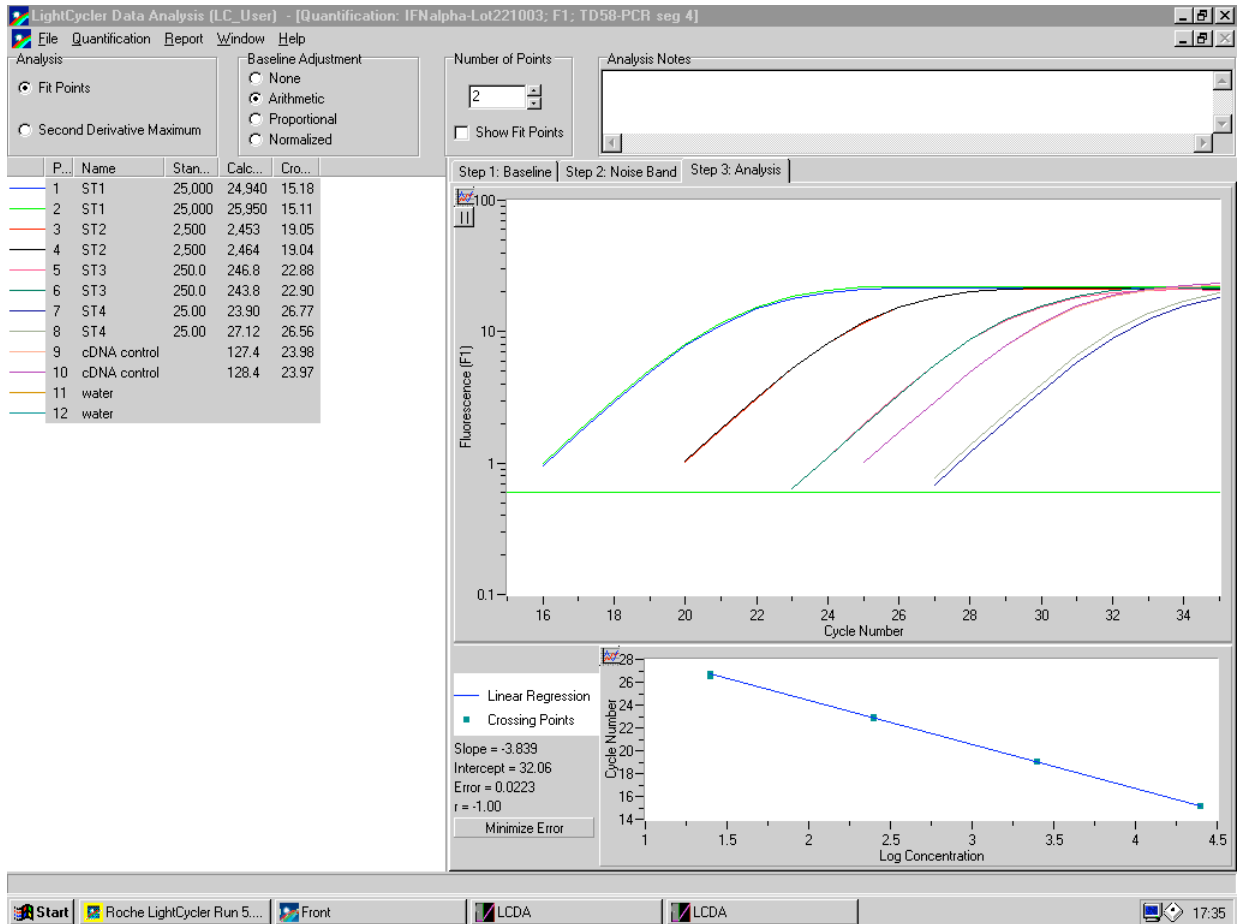 LightCycler Data Analysis (LC_User) - [Quantification: IFNalpha-Lot221003; F1; TD58-PCR seg 4]
File Quantification Report Window Help
Analysis
Fit Points
Second Derivative Maximum
Baseline Adjustment
None
Arithmetic
Proportional
Normalized
Number of Points
2
Show Fit Points
Analysis Notes
P... Name Stan... Calc... Cro...
1 ST1 25,000 24,940 15.18
2 ST1 25,000 25,950 15.11
3 ST2 2,500 2,453 19.05
4 ST2 2,500 2,464 19.04
5 ST3 250.0 246.8 22.88
6 ST3 250.0 243.8 22.90
7 ST4 25.00 23.90 26.77
8 ST4 25.00 27.12 26.56
9 cDNA control 127.4 23.98
10 cDNA control 128.4 23.97
11 water
12 water
Step 1: Baseline Step 2: Noise Band Step 3: Analysis
100
10
1
0.1
Fluorescence (F1)
16 18 20 22 24 26 28 30 32 34
Cycle Number
Linear Regression
Crossing Points
Slope = -3.839
Intercept = 32.06
Error = 0.0223
r = -1.00
Minimize Error
28
26
24
22
20
18
16
14
Cycle Number
1 1.5 2 2.5 3 3.5 4 4.5
Log Concentration
Start Roche LightCycler Run 5.... Front LCDA LCDA 17:35